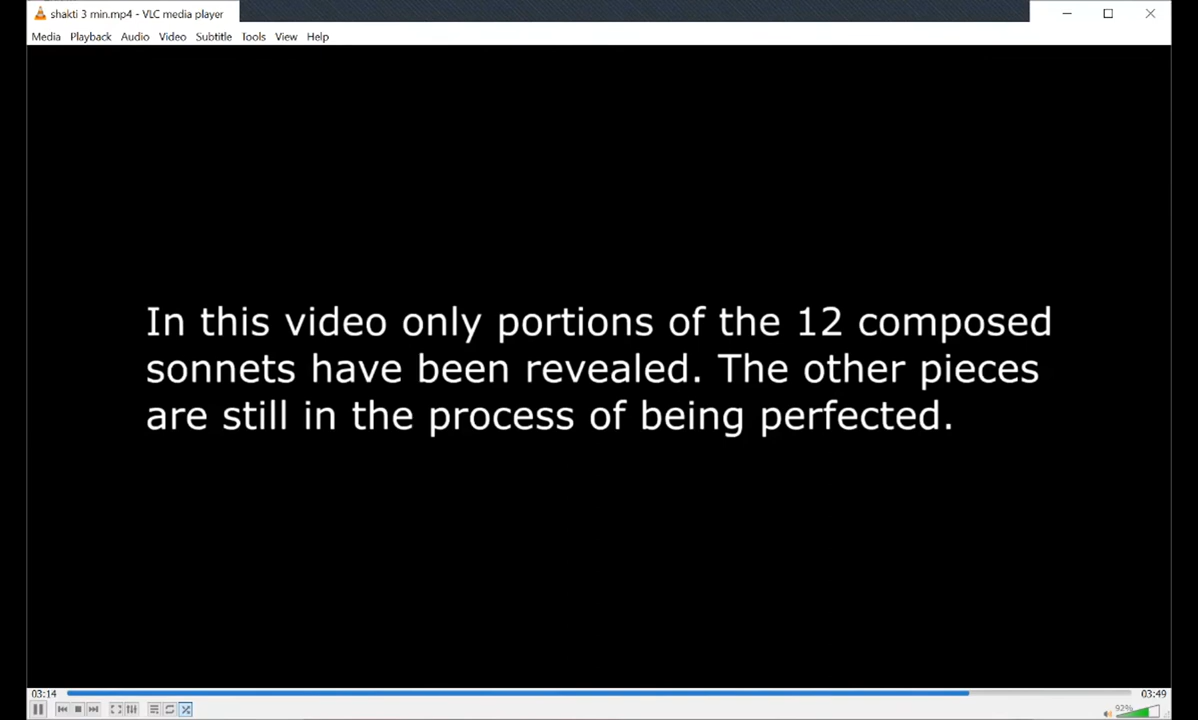 shakti 3 min.mp4 - VLC media player
Media Playback Audio Video Subtitle Tools View Help
In this video only portions of the 12 composed
sonnets have been revealed. The other pieces
are still in the process of being perfected.
03:14 03:49
92%